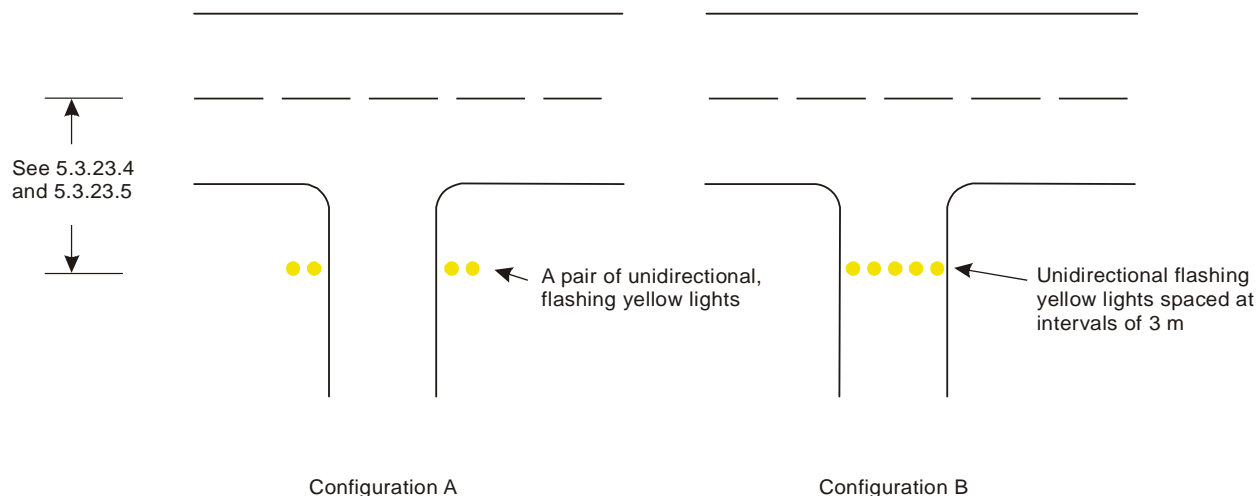 See 5.3.23.4
and 5.3.23.5
A pair of unidirectional,
flashing yellow lights
Unidirectional flashing
yellow lights spaced at
intervals of 3 m
Configuration A
Configuration B